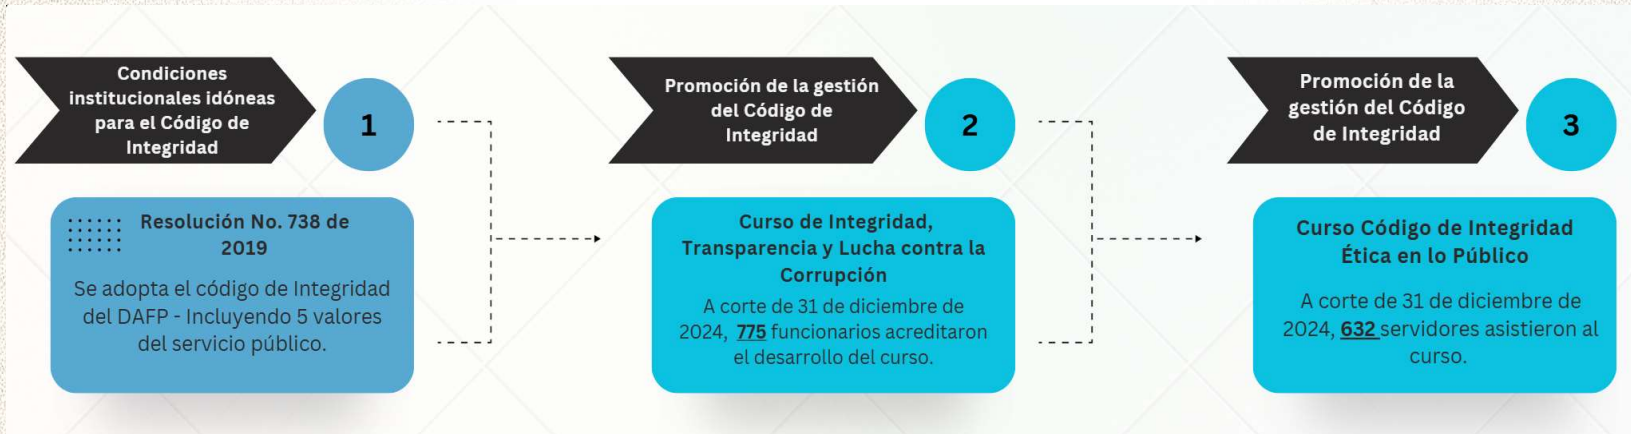 Condiciones
institucionales idóneas
para el Código de
Integridad
1
Resolución No. 738 de
2019
Se adopta el código de Integridad
del DAFP - Incluyendo 5 valores
del servicio público.
Promoción de la gestión
del Código de
Integridad
2
Curso de Integridad,
Transparencia y Lucha contra la
Corrupción
A corte de 31 de diciembre de
2024, 775 funcionarios acreditaron
el desarrollo del curso.
Promoción de la
gestión del Código
de Integridad
3
Curso Código de Integridad
Ética en lo Público
A corte de 31 de diciembre de
2024, 632 servidores asistieron al
curso.